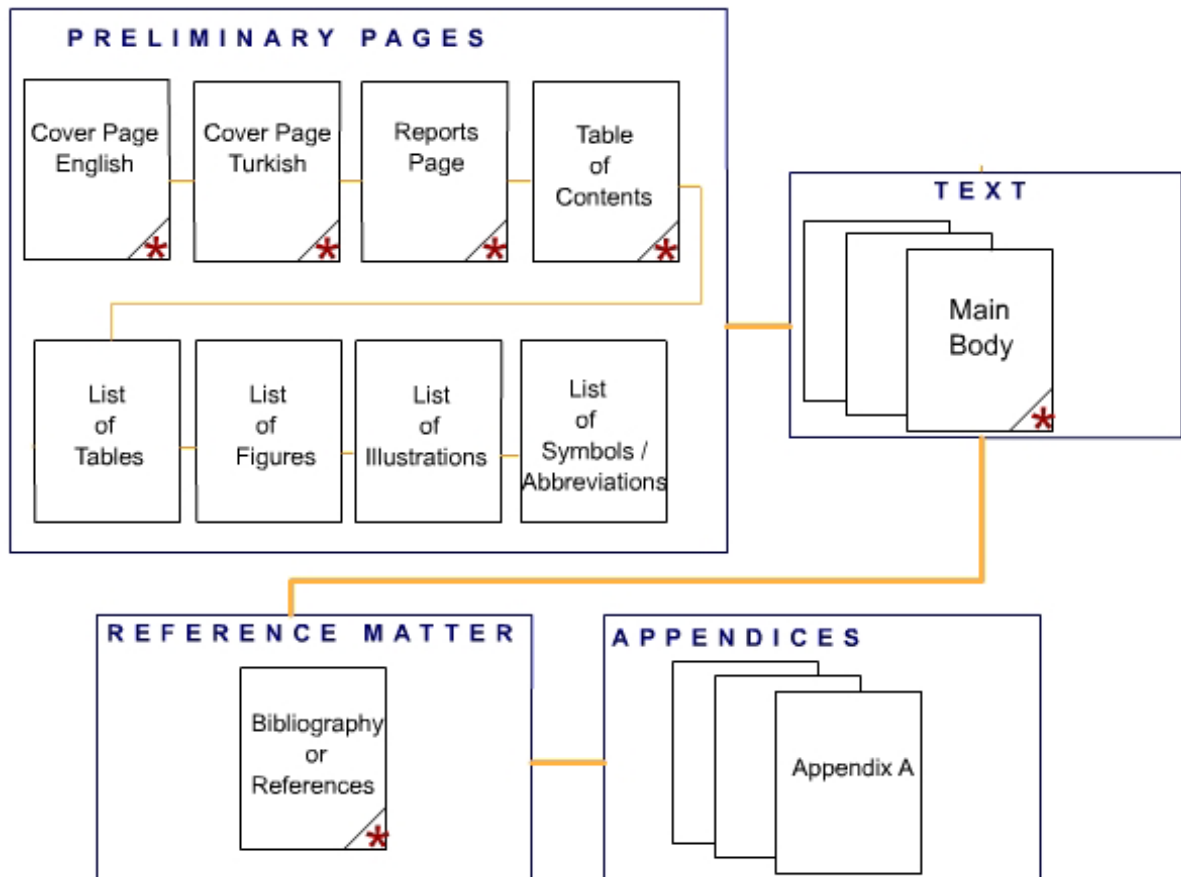 PRELIMINARY PAGES
Cover Page
English
*
Cover Page
Turkish
*
Reports
Page
*
Table
of
Contents
*
List
of
Tables
List
of
Figures
List
of
Illustrations
List
of
Symbols /
Abbreviations
TEXT
Main
Body
*
REFERENCE MATTER
Bibliography
or
References
*
APPENDICES
Appendix A